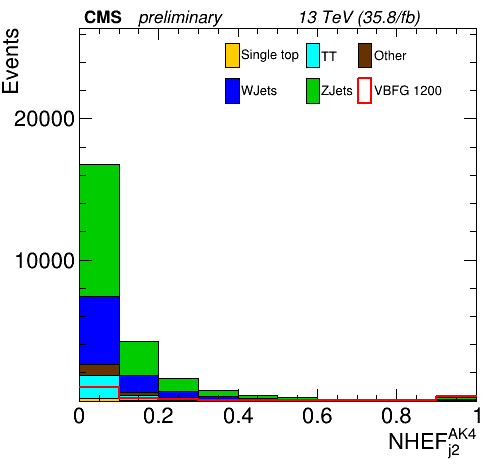 CMS preliminary 13 TeV (35.8/fb)
Events
Single top TT Other
WJets ZJets VBFG 1200
20000
10000
0 0.2 0.4 0.6 0.8 1
NHEF_{j2}^{AK4}